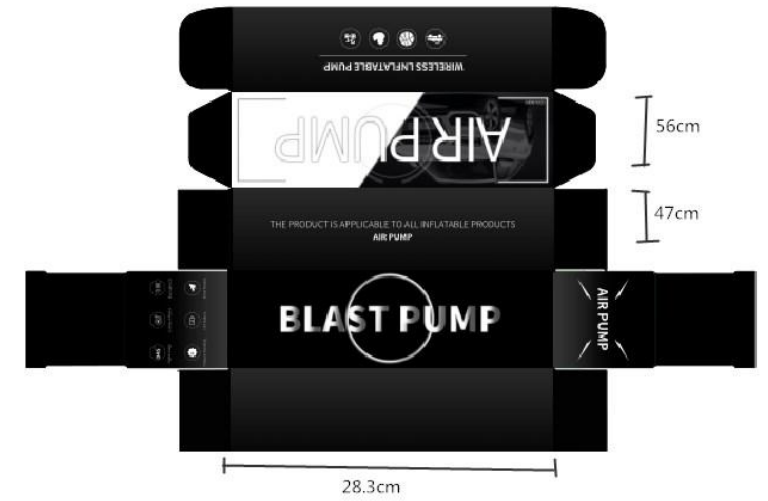 WIRELESS LNFLATABLE PUMP
AIR PUMP
56cm
THE PRODUCT IS APPLICABLE TO ALL INFLATABLE PRODUCTS
AIR PUMP
47cm
BLAST PUMP
AIR PUMP
28.3cm